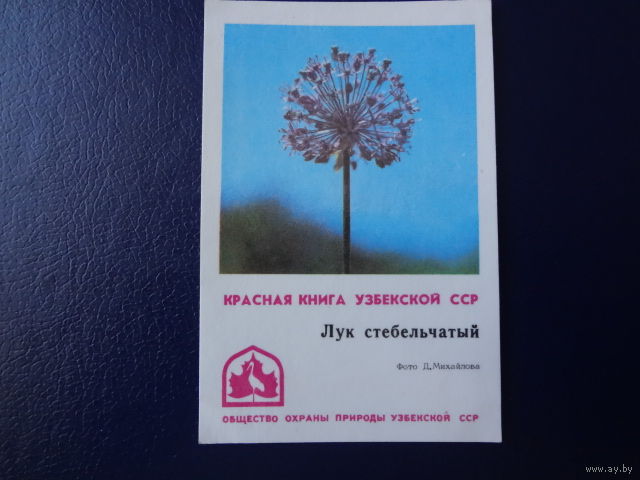 КРАСНАЯ КНИГА УЗБЕКСКОЙ ССР
Лук стебельчатый
Фото Д. Михайлова
ОБЩЕСТВО ОХРАНЫ ПРИРОДЫ УЗБЕКСКОЙ ССР
www.ay.by